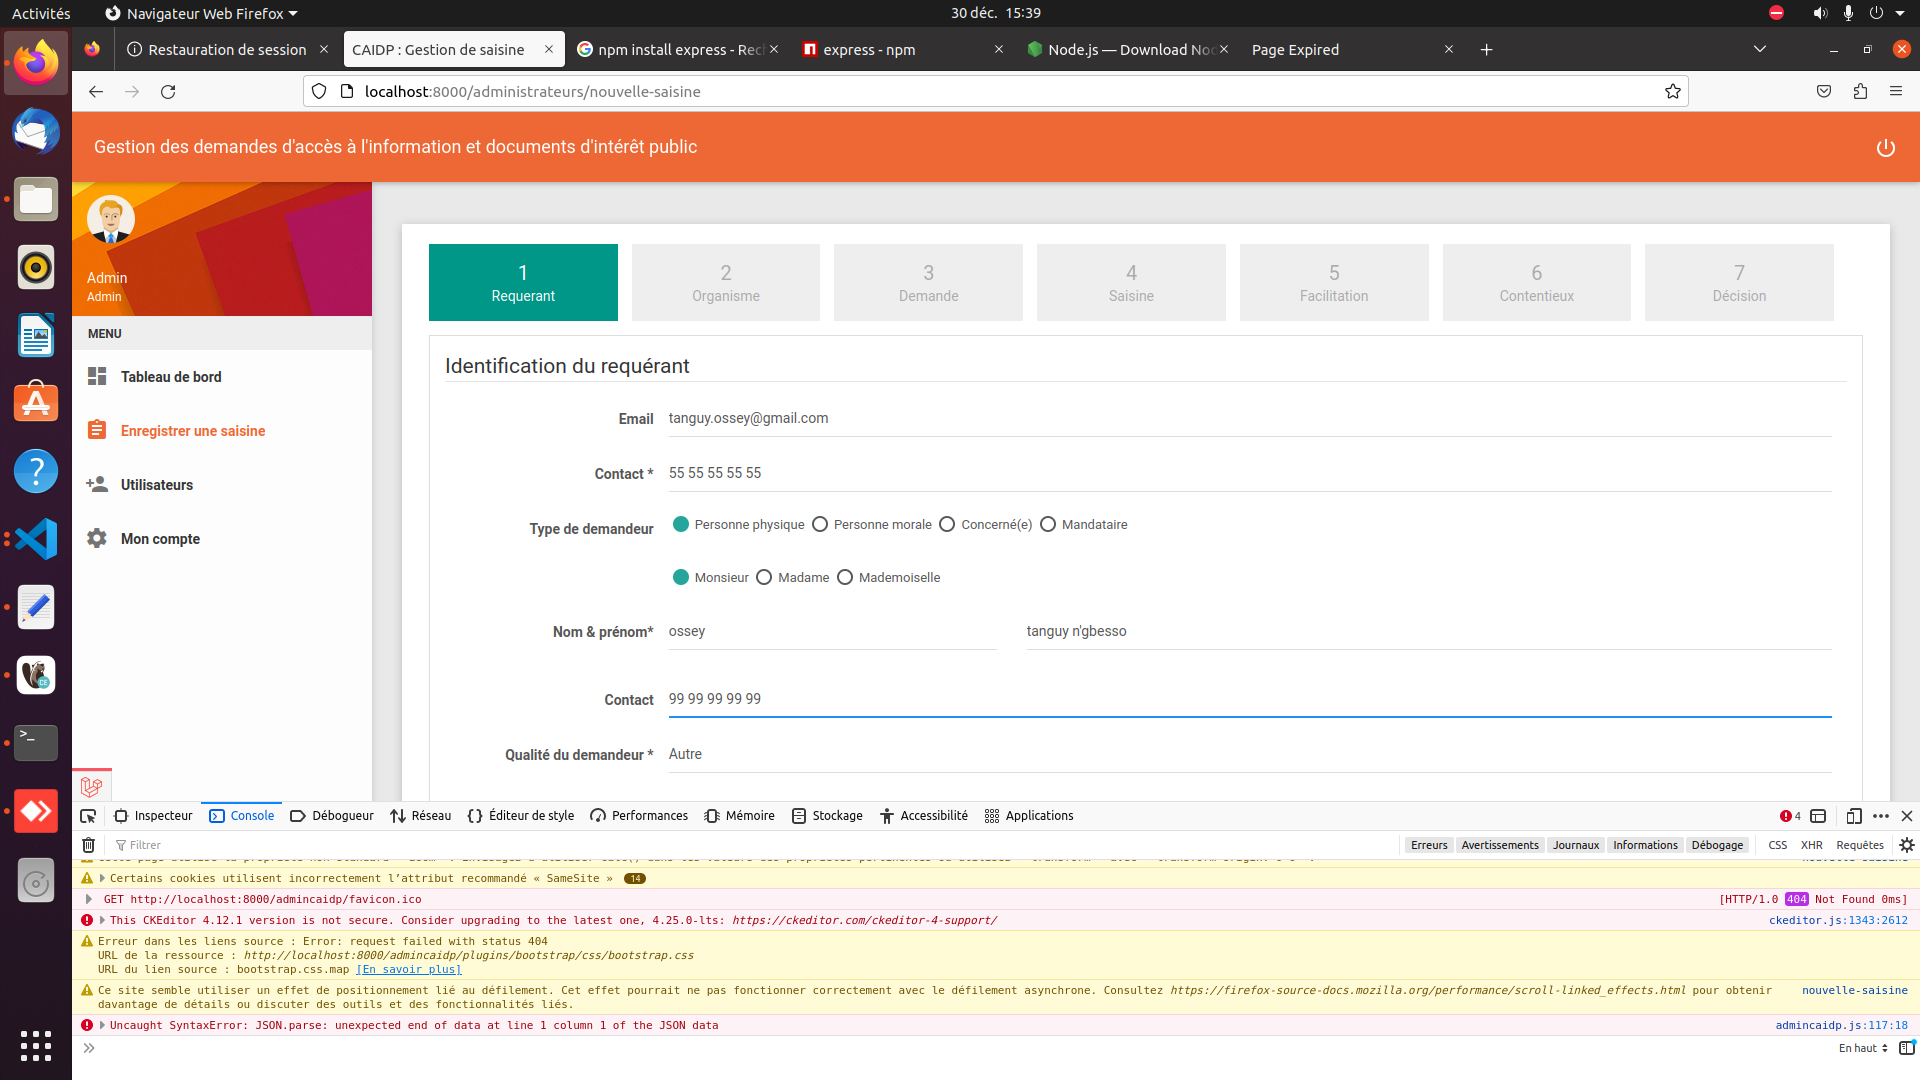 Activités
Navigateur Web Firefox
30 déc. 15:39
Restauration de session
CAIDP : Gestion de saisine
npm install express - Rec
express - npm
Node.js — Download No
Page Expired
localhost:8000/administrateurs/nouvelle-saisine
Gestion des demandes d'accès à l'information et documents d'intérêt public
Admin
Admin
MENU
Tableau de bord
Enregistrer une saisine
Utilisateurs
Mon compte
1
Requerant
2
Organisme
3
Demande
4
Saisine
5
Facilitation
6
Contentieux
7
Décision
Identification du requérant
Email
tanguy.ossey@gmail.com
Contact *
55 55 55 55 55
Type de demandeur
Personne physique
Personne morale
Concerné(e)
Mandataire
Monsieur
Madame
Mademoiselle
Nom & prénom*
ossey
tanguy n'gbesso
Contact
99 99 99 99 99
Qualité du demandeur *
Autre
Inspecteur
Console
Débogueur
Réseau
Éditeur de style
Performances
Mémoire
Stockage
Accessibilité
Applications
4
Filtrer
Erreurs
Avertissements
Journaux
Informations
Débogage
CSS
XHR
Requêtes
Certains cookies utilisent incorrectement l'attribut recommandé « SameSite » 14
GET http://localhost:8000/admincaidp/favicon.ico
[HTTP/1.0 404 Not Found 0ms]
This CKEditor 4.12.1 version is not secure. Consider upgrading to the latest one, 4.25.0-lts: https://ckeditor.com/ckeditor-4-support/
ckeditor.js:1343:2612
Erreur dans les liens source : Error: request failed with status 404
URL de la ressource : http://localhost:8000/admincaidp/plugins/bootstrap/css/bootstrap.css
URL du lien source : bootstrap.css.map [En savoir plus]
Ce site semble utiliser un effet de positionnement lié au défilement. Cet effet pourrait ne pas fonctionner correctement avec le défilement asynchrone. Consultez https://firefox-source-docs.mozilla.org/performance/scroll-linked_effects.html pour obtenir
davantage de détails ou discuter des outils et des fonctionnalités liés.
nouvelle-saisine
Uncaught SyntaxError: JSON.parse: unexpected end of data at line 1 column 1 of the JSON data
admincaidp.js:117:18
En haut